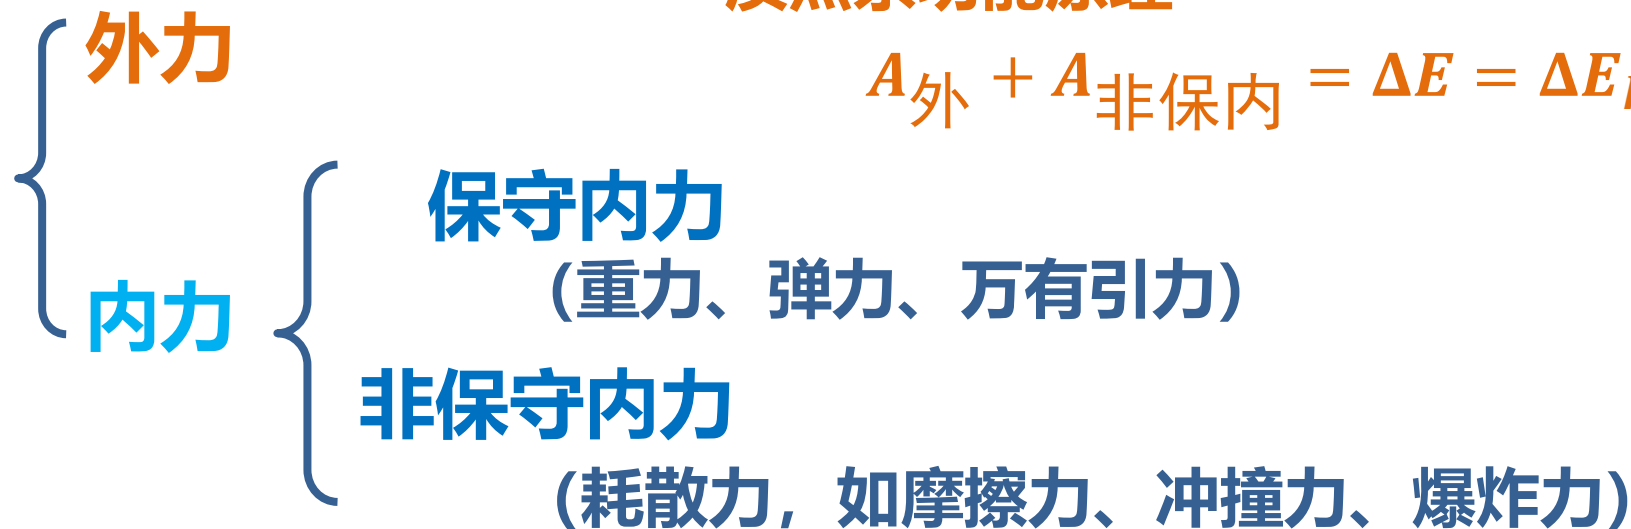 外力
A外 + A非保内 = ΔE = ΔE
保守内力
(重力、弹力、万有引力)
内力
非保守内力
(耗散力，如摩擦力、冲撞力、爆炸力)